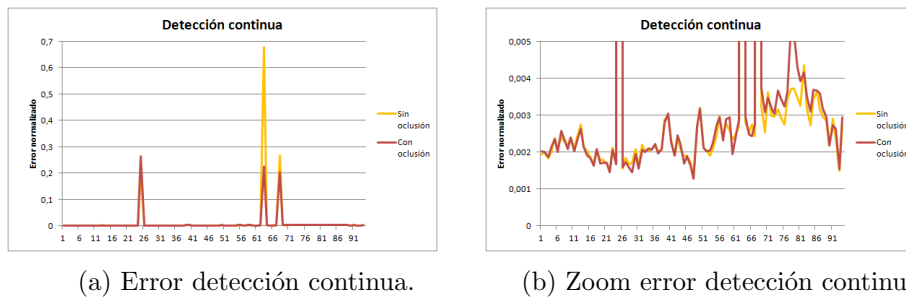 Detección continua
0,7
0,6
0,5
0,4
0,3
0,2
0,1
0
Error normalizado
1 6 11 16 21 26 31 36 41 46 51 56 61 66 71 76 81 86 91
Sin oclusión
Con oclusión
(a) Error detección continua.
Detección continua
0,005
0,004
0,003
0,002
0,001
0
Error normalizado
1 6 11 16 21 26 31 36 41 46 51 56 61 66 71 76 81 86 91
Sin oclusión
Con oclusión
(b) Zoom error detección continu